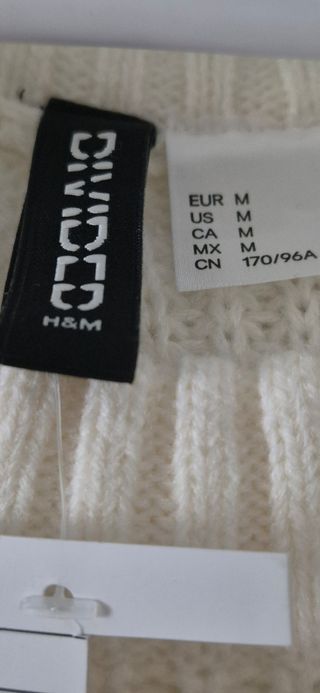 DIVIDED
H&M
EUR M
US M
CA M
MX M
CN 170/96A